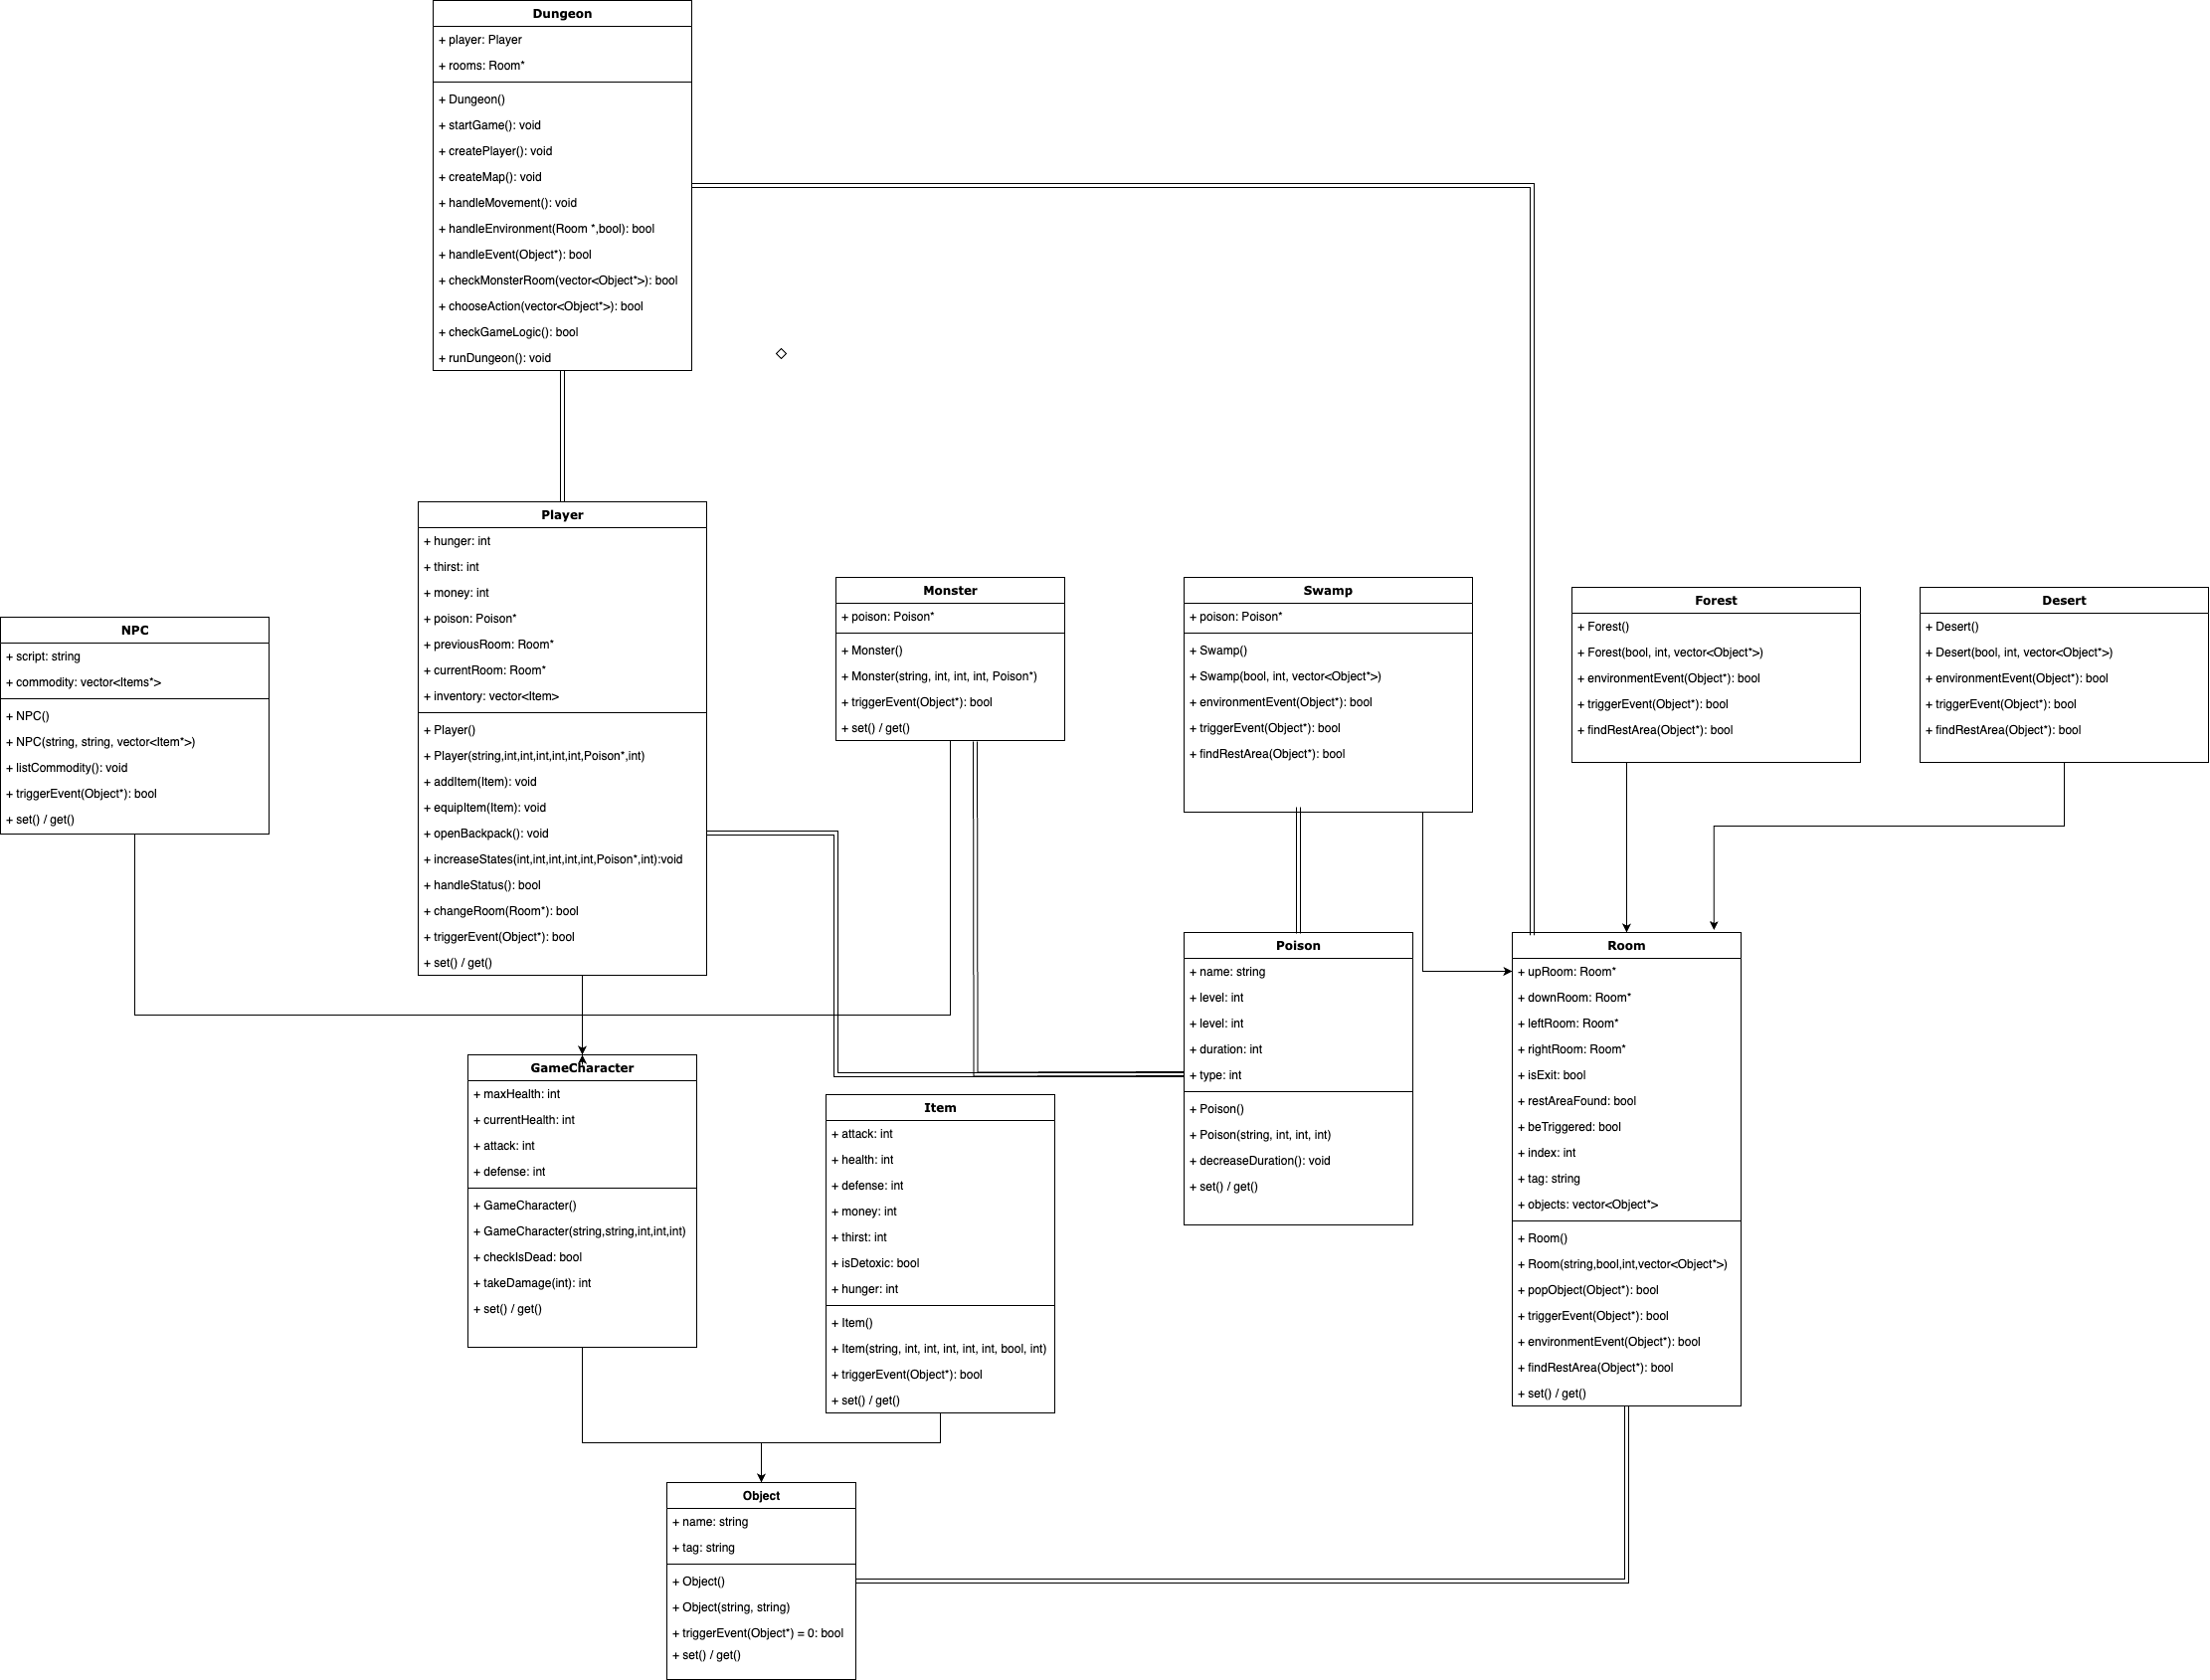 Dungeon
+ player: Player
+ rooms: Room*
+ Dungeon()
+ startGame(): void
+ createPlayer(): void
+ createMap(): void
+ handleMovement(): void
+ handleEnvironment(Room *,bool): bool
+ handleEvent(Object*): bool
+ checkMonsterRoom(vector<Object*>): bool
+ chooseAction(vector<Object*>): bool
+ checkGameLogic(): bool
+ runDungeon(): void
Player
+ hunger: int
+ thirst: int
+ money: int
+ poison: Poison*
+ previousRoom: Room*
+ currentRoom: Room*
+ inventory: vector<Item>
+ Player()
+ Player(string,int,int,int,int,int,Poison*,int)
+ addItem(Item): void
+ equipItem(Item): void
+ openBackpack(): void
+ increaseStates(int,int,int,int,int,Poison*,int):void
+ handleStatus(): bool
+ changeRoom(Room*): bool
+ triggerEvent(Object*): bool
+ set() / get()
Monster
+ poison: Poison*
+ Monster()
+ Monster(string, int, int, int, Poison*)
+ triggerEvent(Object*): bool
+ set() / get()
Swamp
+ poison: Poison*
+ Swamp()
+ Swamp(bool, int, vector<Object*>)
+ environmentEvent(Object*): bool
+ triggerEvent(Object*): bool
+ findRestArea(Object*): bool
Forest
+ Forest()
+ Forest(bool, int, vector<Object*>)
+ environmentEvent(Object*): bool
+ triggerEvent(Object*): bool
+ findRestArea(Object*): bool
Desert
+ Desert()
+ Desert(bool, int, vector<Object*>)
+ environmentEvent(Object*): bool
+ triggerEvent(Object*): bool
+ findRestArea(Object*): bool
NPC
+ script: string
+ commodity: vector<Items*>
+ NPC()
+ NPC(string, string, vector<Item*>)
+ listCommodity(): void
+ triggerEvent(Object*): bool
+ set() / get()
Poison
+ name: string
+ level: int
+ level: int
+ duration: int
+ type: int
+ Poison()
+ Poison(string, int, int, int)
+ decreaseDuration(): void
+ set() / get()
Room
+ upRoom: Room*
+ downRoom: Room*
+ leftRoom: Room*
+ rightRoom: Room*
+ isExit: bool
+ restAreaFound: bool
+ beTriggered: bool
+ index: int
+ tag: string
+ objects: vector<Object*>
+ Room()
+ Room(string,bool,int,vector<Object*>)
+ popObject(Object*): bool
+ triggerEvent(Object*): bool
+ environmentEvent(Object*): bool
+ findRestArea(Object*): bool
+ set() / get()
GameCharacter
+ maxHealth: int
+ currentHealth: int
+ attack: int
+ defense: int
+ GameCharacter()
+ GameCharacter(string,string,int,int,int)
+ checkIsDead: bool
+ takeDamage(int): int
+ set() / get()
Item
+ attack: int
+ health: int
+ defense: int
+ money: int
+ thirst: int
+ isDetoxic: bool
+ hunger: int
+ Item()
+ Item(string, int, int, int, int, int, bool, int)
+ triggerEvent(Object*): bool
+ set() / get()
Object
+ name: string
+ tag: string
+ Object()
+ Object(string, string)
+ triggerEvent(Object*) = 0: bool
+ set() / get()